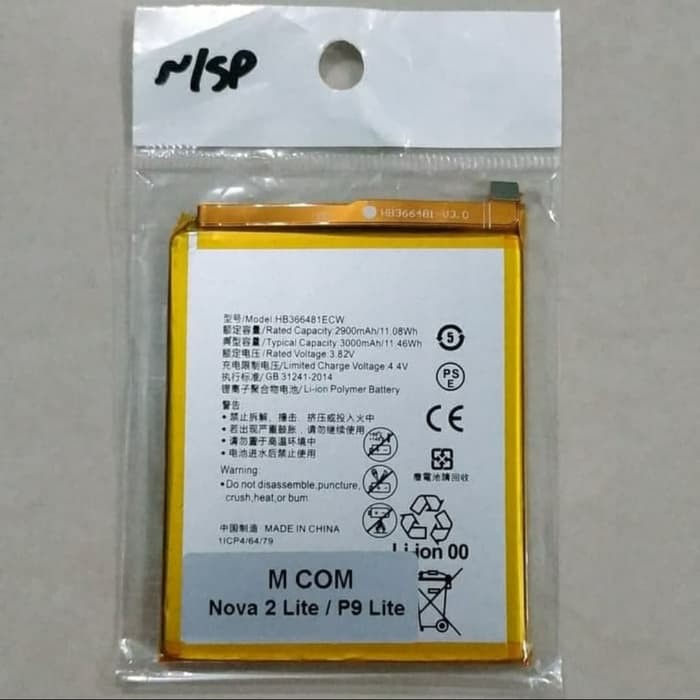 N/SP
HB366481-V3.0
型号/Model:HB366481ECW
额定容量/Rated Capacity:2900mAh/11.08Wh
典型容量/Typical Capacity:3000mAh/11.46Wh
额定电压/Rated Voltage:3.82V
充电限制电压/Limited Charge Voltage:4.4V
执行标准/GB 31241-2014
锂离子聚合物电池/Li-ion Polymer Battery
5
PS
E
CE
警告:
•禁止拆解、撞击、挤压或投入火中
•若出现严重鼓胀、请勿继续使用
•请勿置于高温环境中
•电池进水后禁止使用
廢電池請回收
Warning:
•Do not disassemble,puncture,
crush,heat,or burn
中国制造 MADE IN CHINA
1ICP4/64/79
Li-ion 00
M COM
Nova 2 Lite / P9 Lite